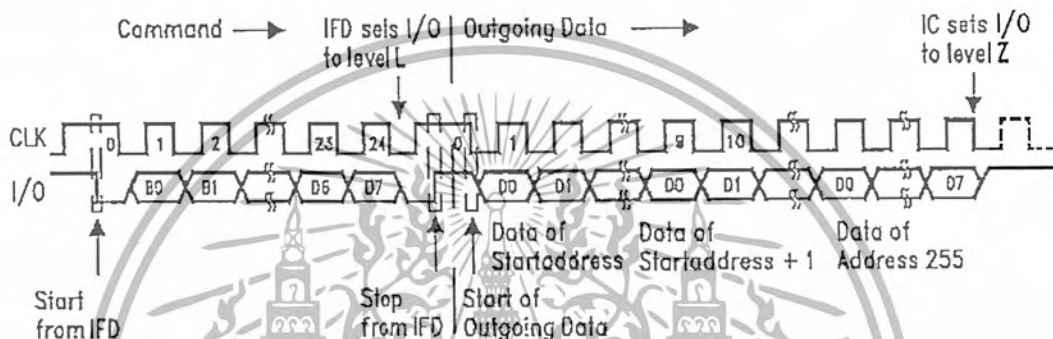 Command
IFD sets I/O
to level L
Outgoing Data
IC sets I/O
to level Z
CLK
0
1
2
23
24
0
1
9
10
I/O
B0
B1
D6
D7
D0
D1
D0
D1
D0
D7
Data of
Startaddress
Data of
Startaddress + 1
Data of
Address 255
Start
from IFD
Stop
from IFD
Start of
Outgoing Data